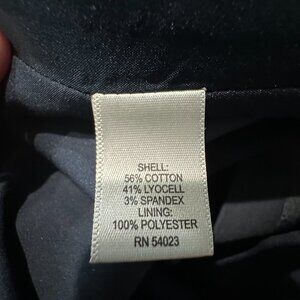 SHELL:
56% COTTON
41% LYOCELL
3% SPANDEX
LINING:
100% POLYESTER
RN 54023